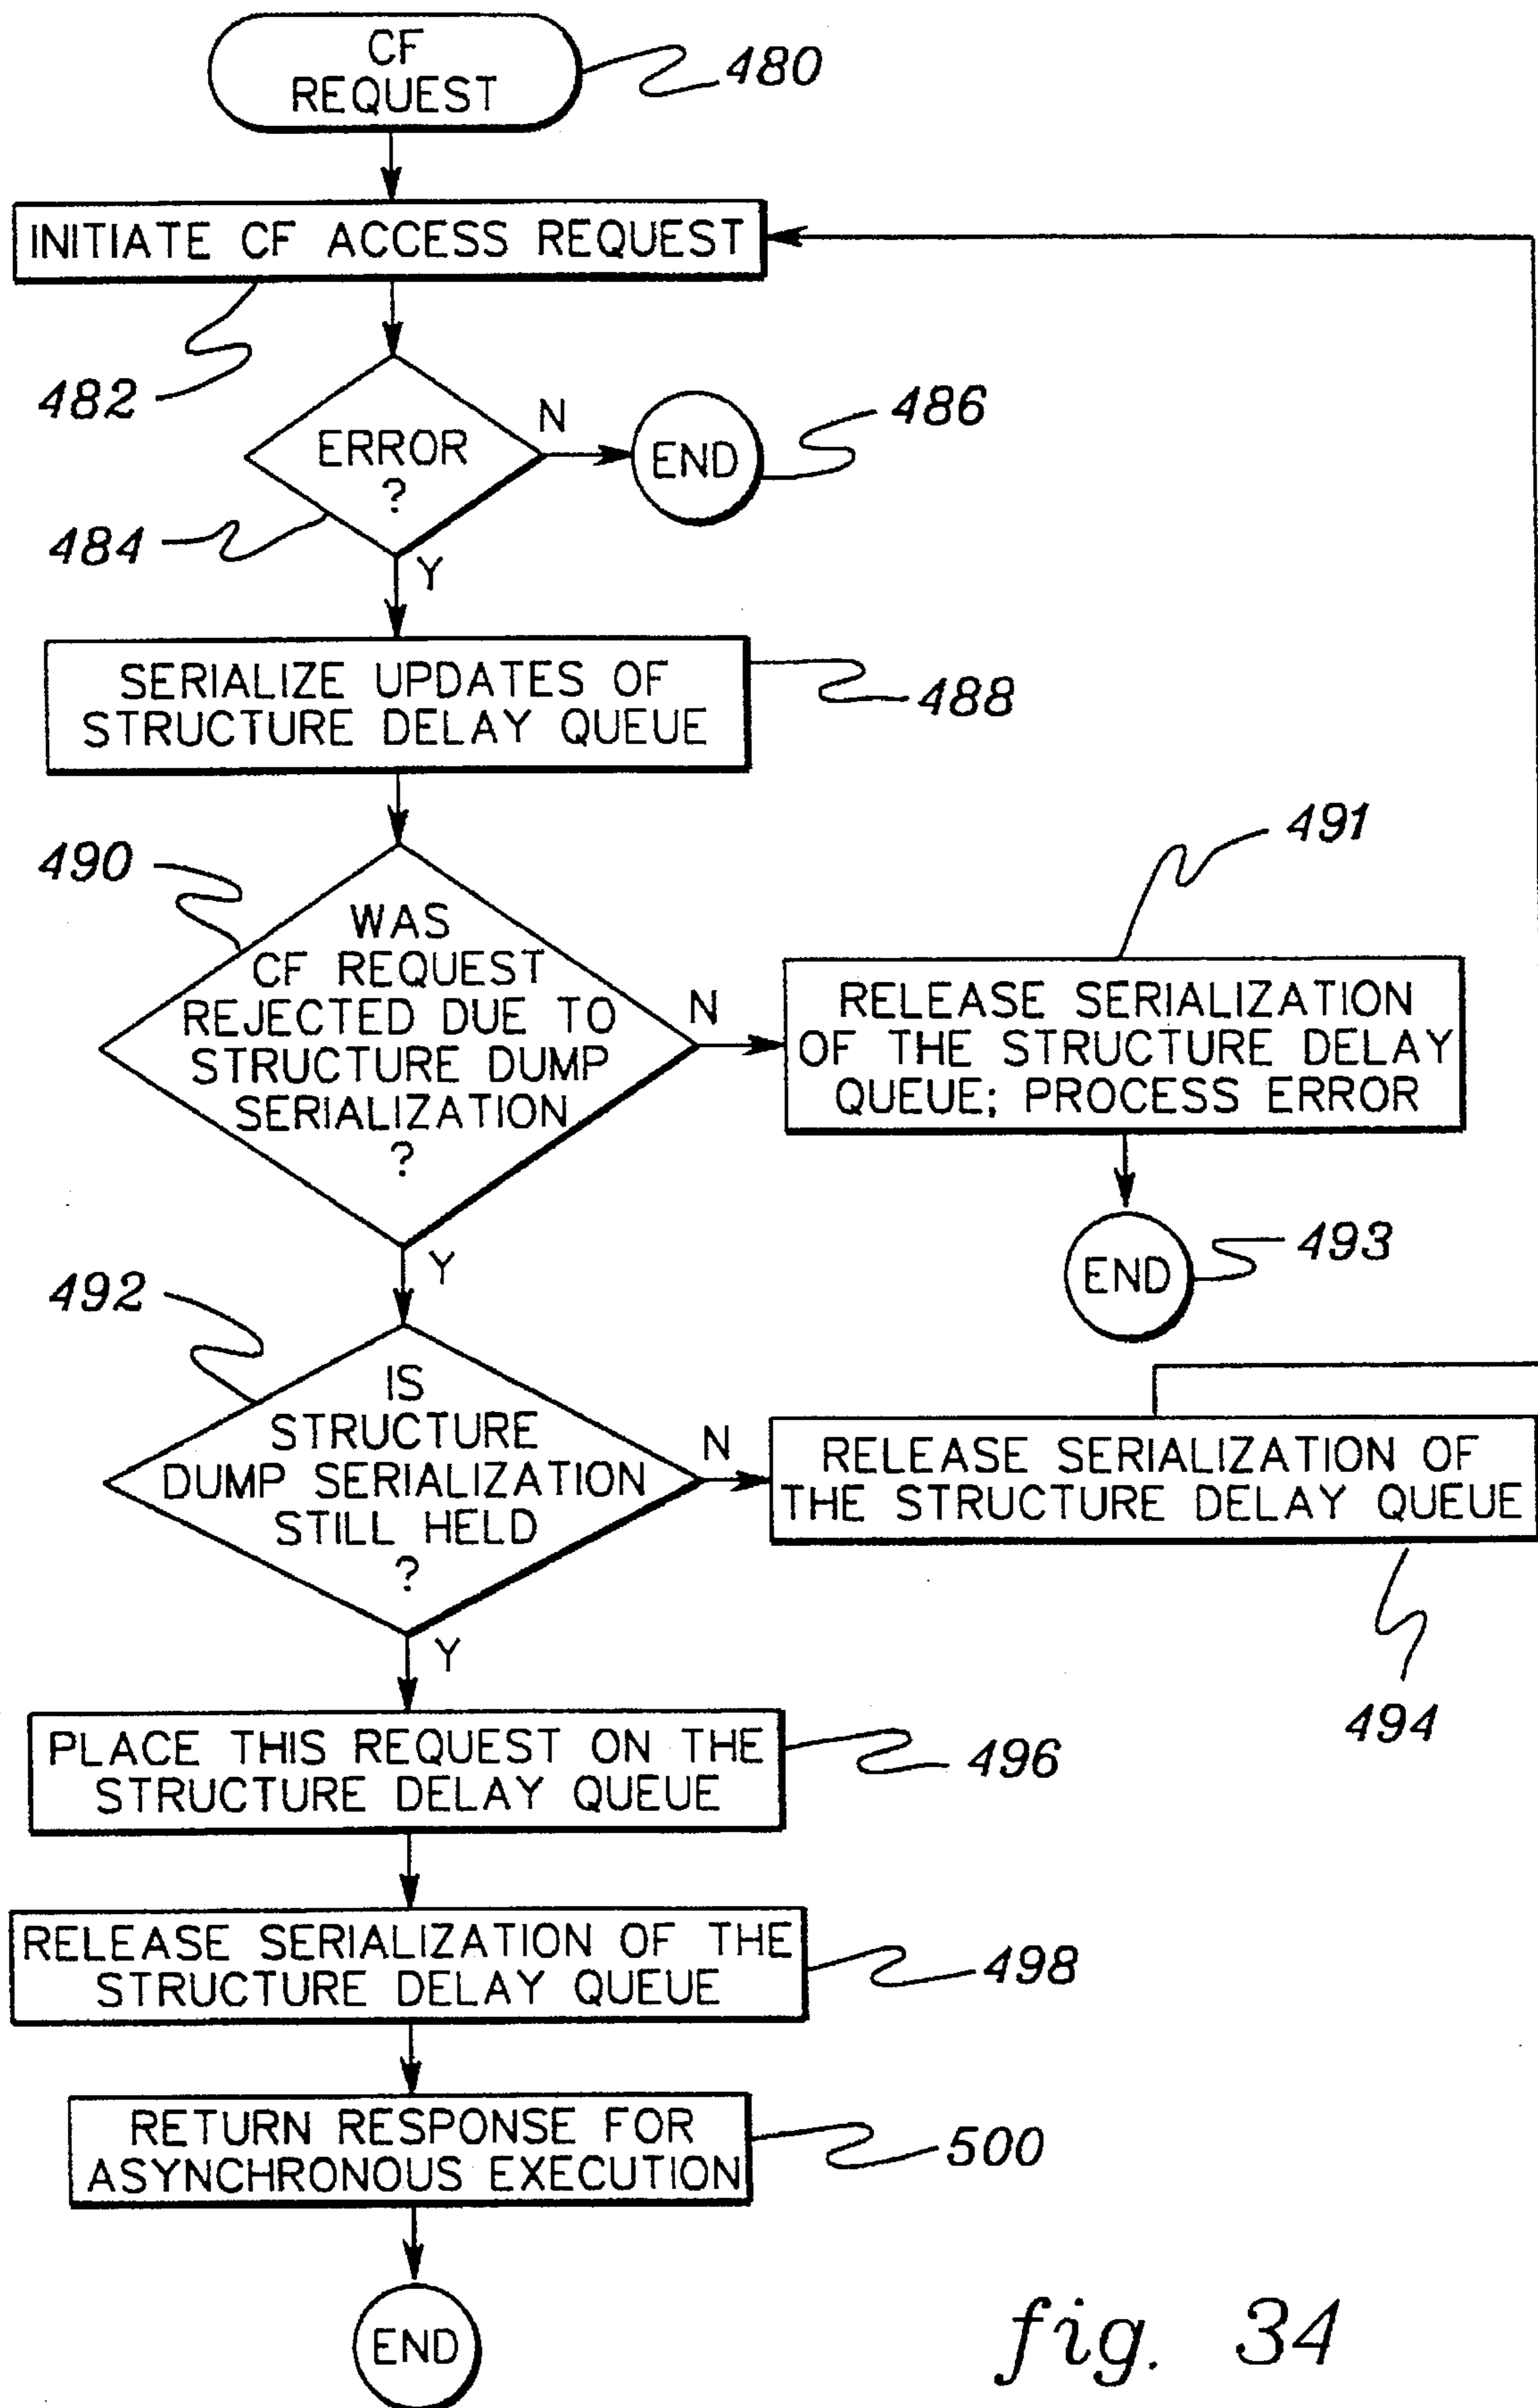 CF
REQUEST
480
INITIATE CF ACCESS REQUEST
482
ERROR
?
N
END
486
484
Y
SERIALIZE UPDATES OF
STRUCTURE DELAY QUEUE
488
490
WAS
CF REQUEST
REJECTED DUE TO
STRUCTURE DUMP
SERIALIZATION
?
N
491
RELEASE SERIALIZATION
OF THE STRUCTURE DELAY
QUEUE; PROCESS ERROR
END
493
Y
492
IS
STRUCTURE
DUMP SERIALIZATION
STILL HELD
?
N
RELEASE SERIALIZATION OF
THE STRUCTURE DELAY QUEUE
494
Y
PLACE THIS REQUEST ON THE
STRUCTURE DELAY QUEUE
496
RELEASE SERIALIZATION OF THE
STRUCTURE DELAY QUEUE
498
RETURN RESPONSE FOR
ASYNCHRONOUS EXECUTION
500
END
fig. 34